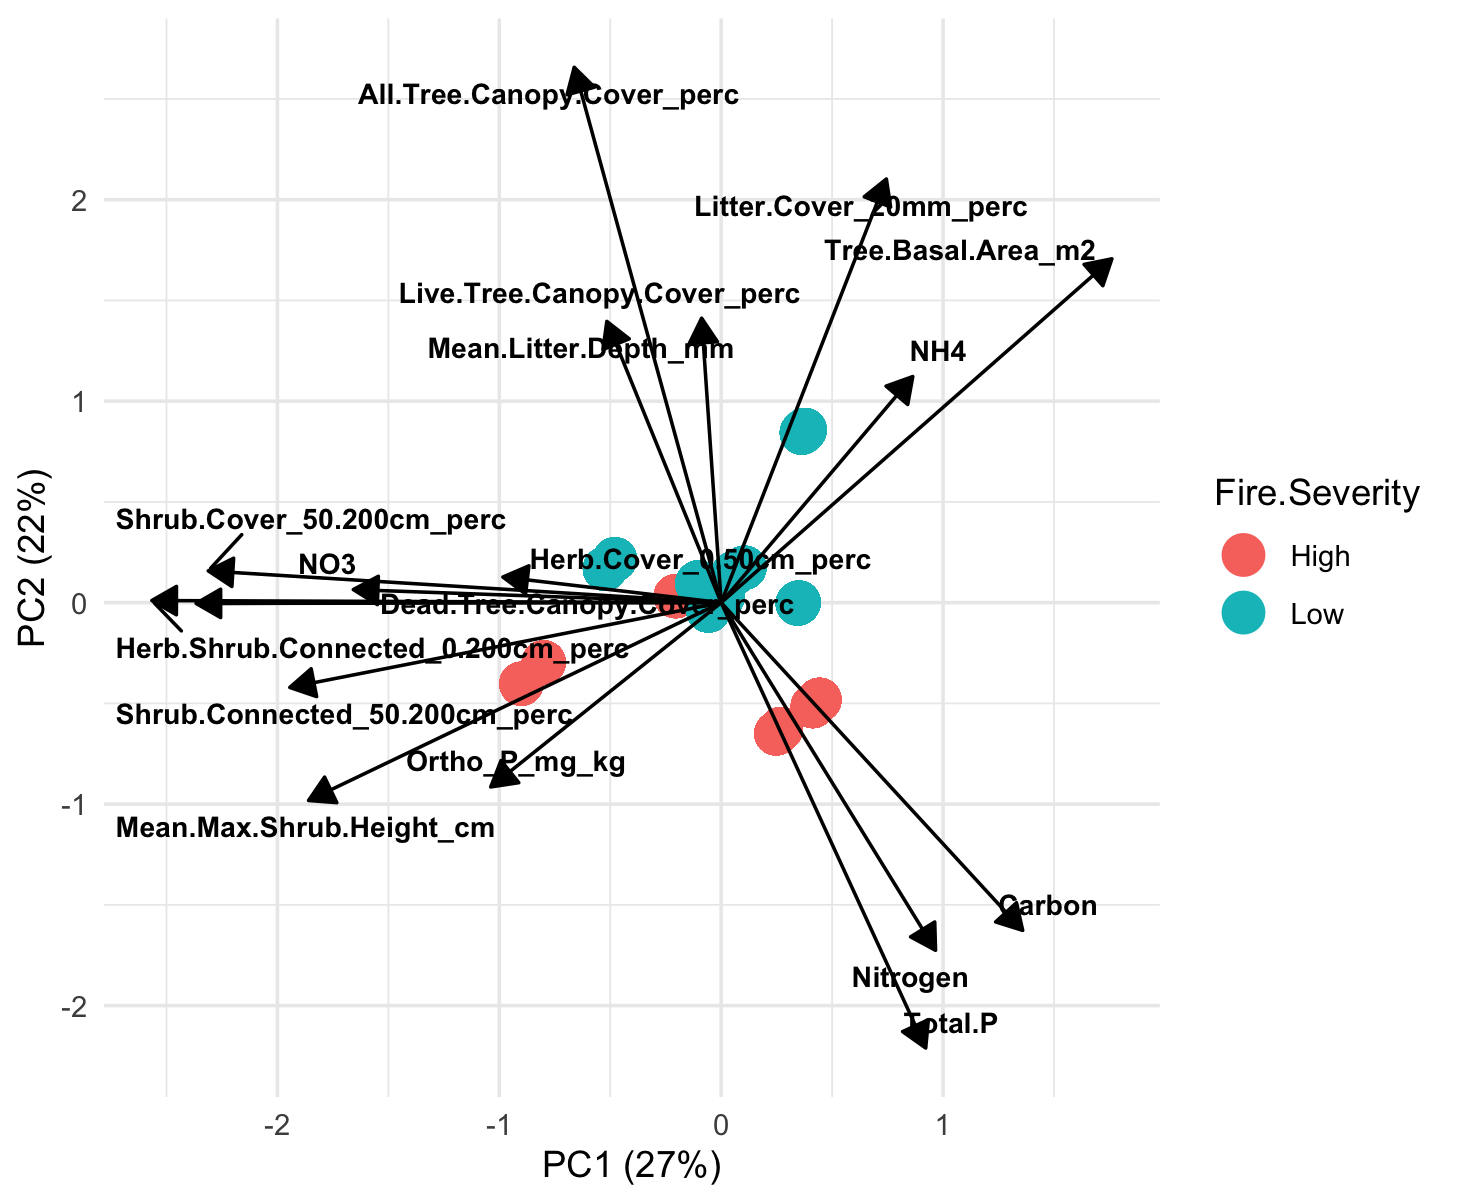 All.Tree.Canopy.Cover_perc
Litter.Cover_20mm_perc
2
Tree.Basal.Area_m2
Live.Tree.Canopy.Cover_perc
Mean.Litter.Depth_mm
NH4
1
PC2 (22%)
Shrub.Cover_50.200cm_perc
NO3
Herb.Cover_0.50cm_perc
0
Dead.Tree.Canopy.Cover_perc
Herb.Shrub.Connected_0.200cm_perc
Shrub.Connected_50.200cm_perc
Ortho_P_mg_kg
-1
Mean.Max.Shrub.Height_cm
Carbon
Nitrogen
-2
Total.P
-2
-1
0
1
PC1 (27%)
Fire.Severity
High
Low